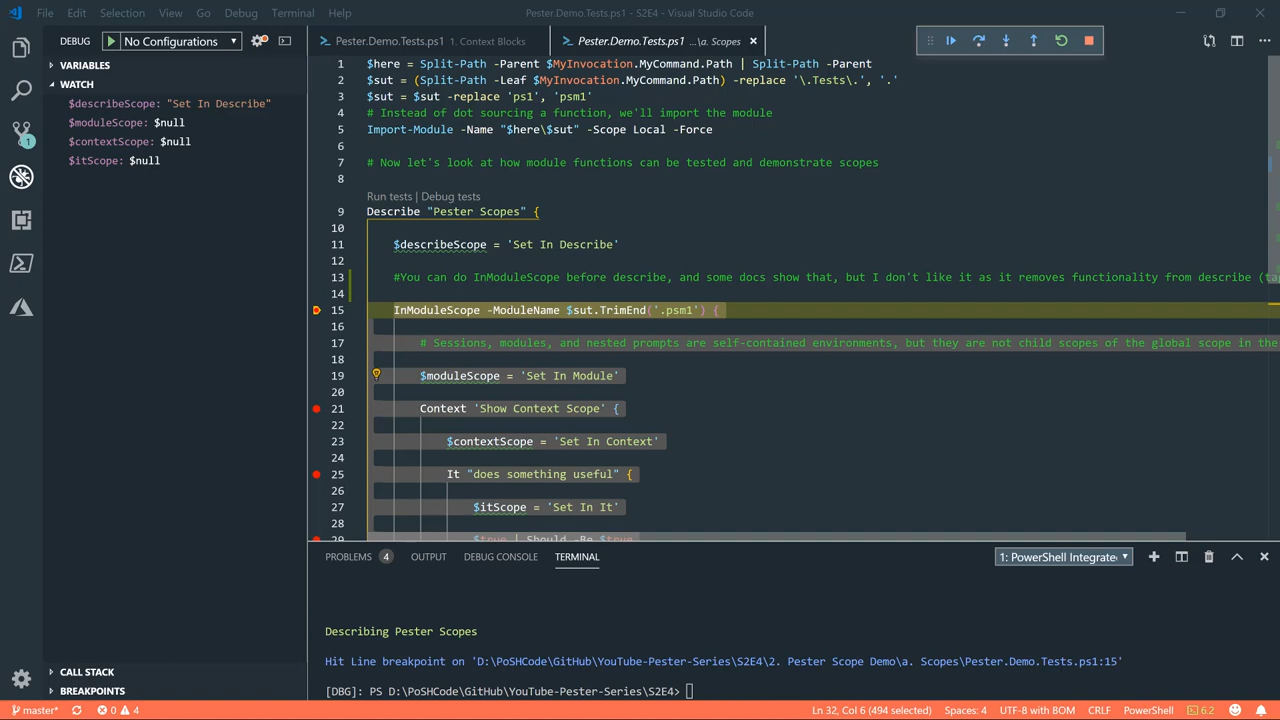 File Edit Selection View Go Debug Terminal Help
Pester.Demo.Tests.ps1 - S2E4 - Visual Studio Code
DEBUG No Configurations
VARIABLES
WATCH
$describeScope: "Set In Describe"
$moduleScope: $null
$contextScope: $null
$itScope: $null
CALL STACK
BREAKPOINTS
Pester.Demo.Tests.ps1 1. Context Blocks
Pester.Demo.Tests.ps1 ...\a. Scopes
1 $here = Split-Path -Parent $MyInvocation.MyCommand.Path | Split-Path -Parent
2 $sut = (Split-Path -Leaf $MyInvocation.MyCommand.Path) -replace '\.Tests\.', '.'
3 $sut = $sut -replace 'ps1', 'psm1'
4 # Instead of dot sourcing a function, we'll import the module
5 Import-Module -Name "$here\$sut" -Scope Local -Force
6
7 # Now let's look at how module functions can be tested and demonstrate scopes
8
Run tests | Debug tests
9 Describe "Pester Scopes" {
10
11 $describeScope = 'Set In Describe'
12
13 #You can do InModuleScope before describe, and some docs show that, but I don't like it as it removes functionality from describe (ta
14
15 InModuleScope -ModuleName $sut.TrimEnd('.psm1') {
16
17 # Sessions, modules, and nested prompts are self-contained environments, but they are not child scopes of the global scope in the
18
19 $moduleScope = 'Set In Module'
20
21 Context 'Show Context Scope' {
22
23 $contextScope = 'Set In Context'
24
25 It "does something useful" {
26
27 $itScope = 'Set In It'
28
29 $true | Should -Be $true
PROBLEMS 4 OUTPUT DEBUG CONSOLE TERMINAL
1: PowerShell Integrate
Describing Pester Scopes
Hit Line breakpoint on 'D:\PoSHCode\GitHub\YouTube-Pester-Series\S2E4\2. Pester Scope Demo\a. Scopes\Pester.Demo.Tests.ps1:15'
[DBG]: PS D:\PoSHCode\GitHub\YouTube-Pester-Series\S2E4>
1
master* 0 4
Ln 32, Col 6 (494 selected) Spaces: 4 UTF-8 with BOM CRLF PowerShell 6.2